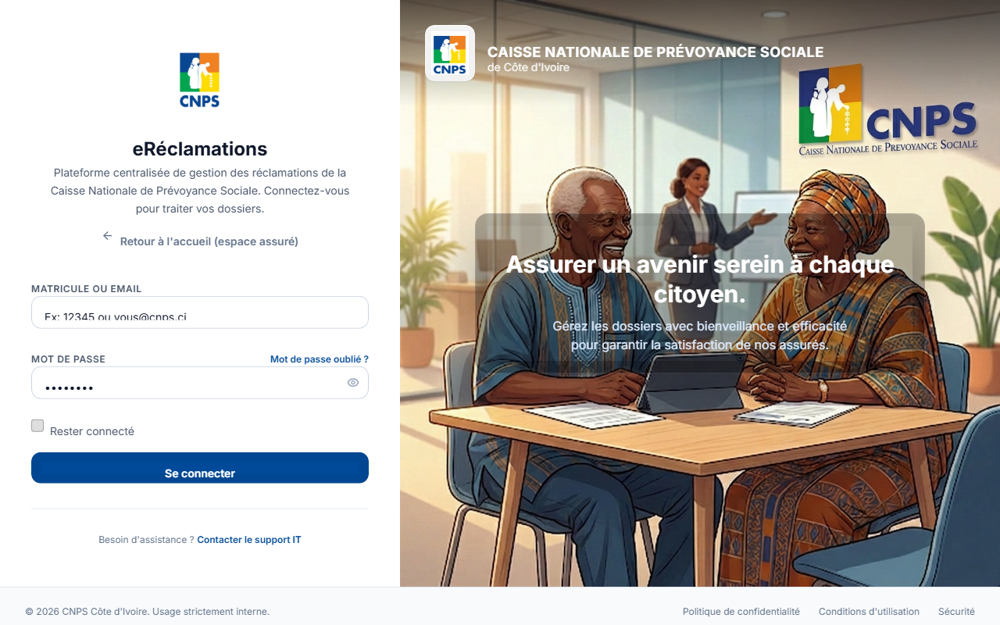 CNPS
eRéclamations
Plateforme centralisée de gestion des réclamations de la
Caisse Nationale de Prévoyance Sociale. Connectez-vous
pour traiter vos dossiers.
Retour à l'accueil (espace assuré)
MATRICULE OU EMAIL
Ex: 12345 ou vous@cnps.ci
MOT DE PASSE
Mot de passe oublié ?
••••••••
Rester connecté
Se connecter
Besoin d'assistance ? Contacter le support IT
CNPS
CAISSE NATIONALE DE PRÉVOYANCE SOCIALE
de Côte d'Ivoire
CNPS
CAISSE NATIONALE DE PREVOYANCE SOCIALE
Assurer un avenir serein à chaque
citoyen.
Gérez les dossiers avec bienveillance et efficacité
pour garantir la satisfaction de nos assurés.
© 2026 CNPS Côte d'Ivoire. Usage strictement interne.
Politique de confidentialité
Conditions d'utilisation
Sécurité